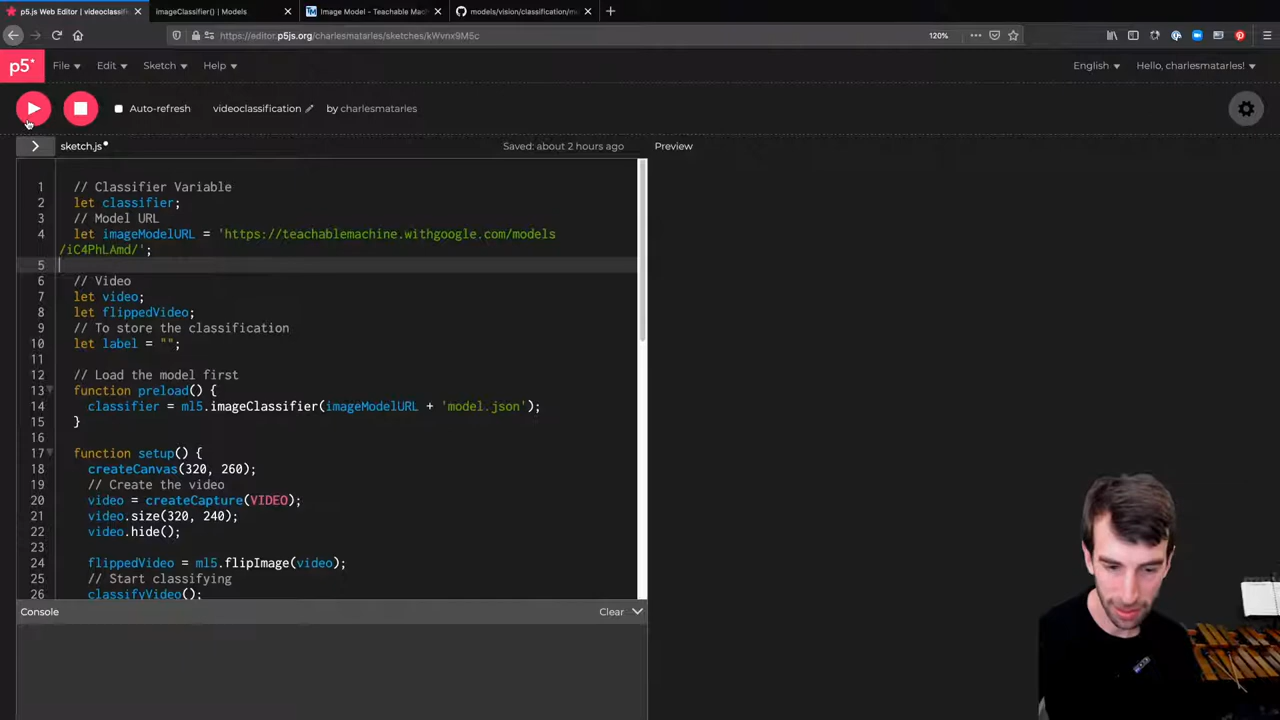 p5.js Web Editor | videoclassifi
imageClassifier() | Models
Image Model - Teachable Mach
models/vision/classification/m
https://editor.p5js.org/charlesmatarles/sketches/kWvnx9M5c
120%
p5*
File
Edit
Sketch
Help
English
Hello, charlesmatarles!
Auto-refresh
videoclassification
by charlesmatarles
sketch.js
Saved: about 2 hours ago
Preview
1 // Classifier Variable
2 let classifier;
3 // Model URL
4 let imageModelURL = 'https://teachablemachine.withgoogle.com/models
/iC4PhLAmd/';
5
6 // Video
7 let video;
8 let flippedVideo;
9 // To store the classification
10 let label = "";
11
12 // Load the model first
13 function preload() {
14 classifier = ml5.imageClassifier(imageModelURL + 'model.json');
15 }
16
17 function setup() {
18 createCanvas(320, 260);
19 // Create the video
20 video = createCapture(VIDEO);
21 video.size(320, 240);
22 video.hide();
23
24 flippedVideo = ml5.flipImage(video);
25 // Start classifying
26 classifyVideo();
Console
Clear